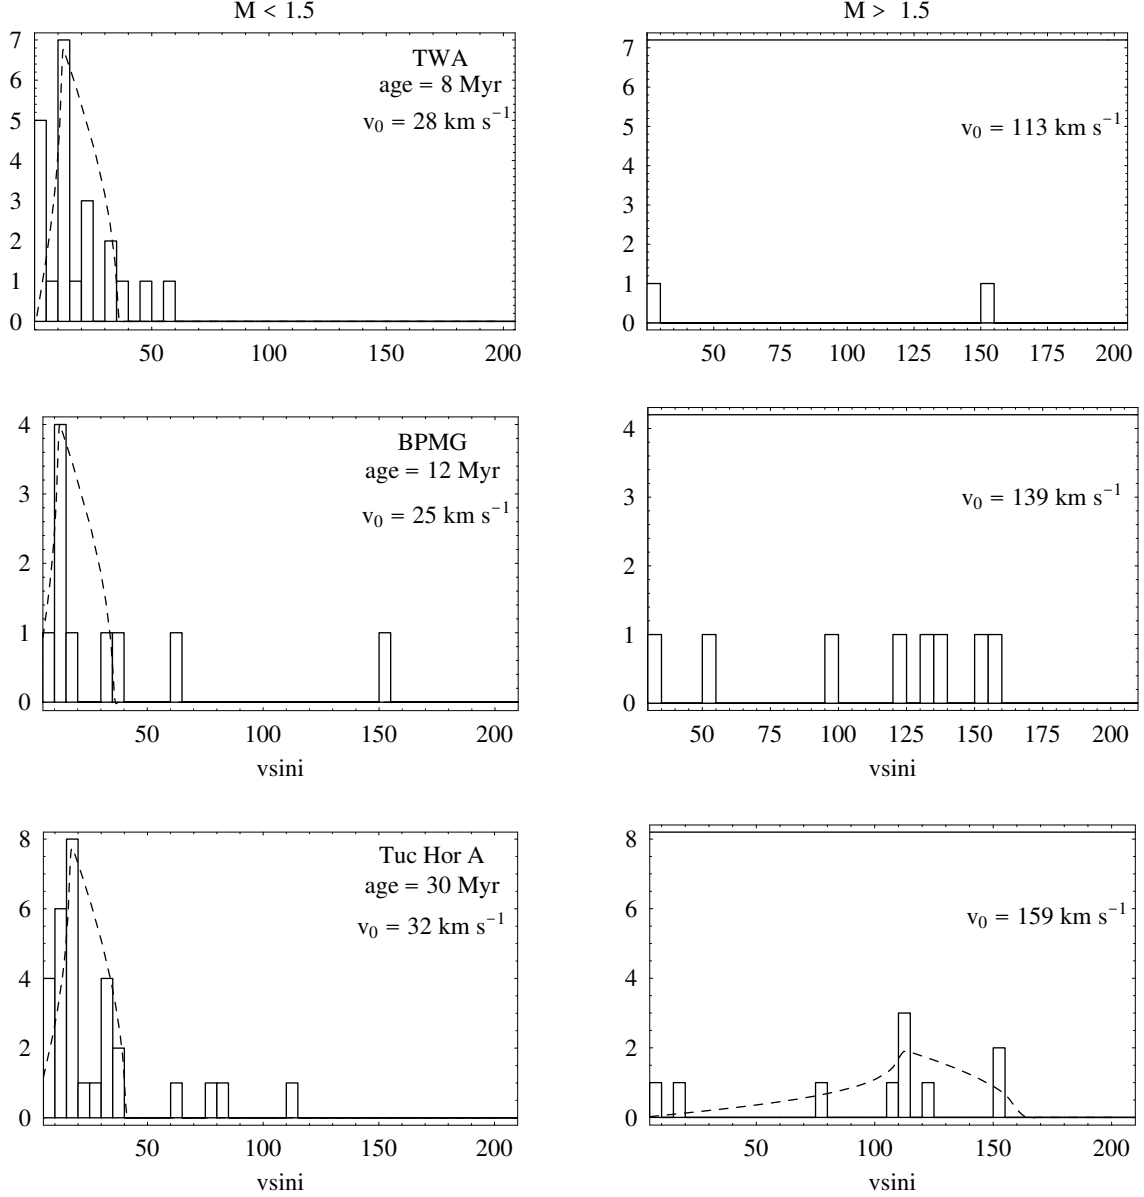 M < 1.5
M > 1.5
7
6
5
4
3
2
1
0
TWA
age = 8 Myr
v₀ = 28 km s⁻¹
50 100 150 200
7
6
5
4
3
2
1
0
v₀ = 113 km s⁻¹
50 75 100 125 150 175 200
4
3
2
1
0
BPMG
age = 12 Myr
v₀ = 25 km s⁻¹
50 100 150 200
vsini
4
3
2
1
0
v₀ = 139 km s⁻¹
50 75 100 125 150 175 200
vsini
8
6
4
2
0
Tuc Hor A
age = 30 Myr
v₀ = 32 km s⁻¹
50 100 150 200
vsini
8
6
4
2
0
v₀ = 159 km s⁻¹
50 100 150 200
vsini